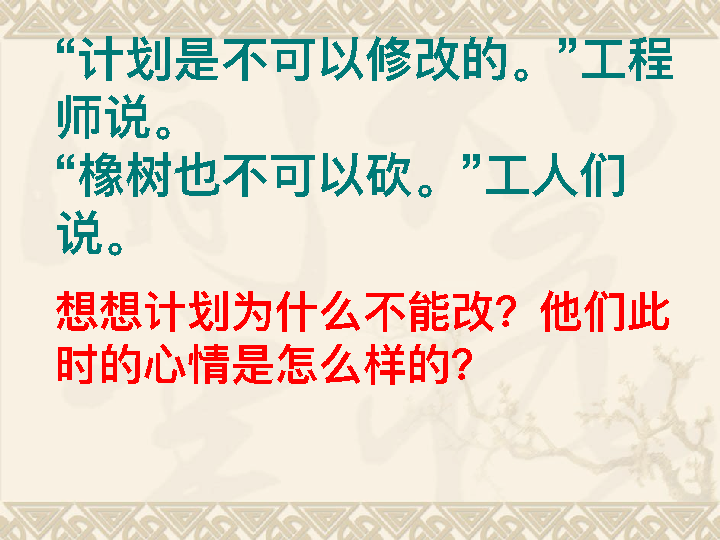 “计划是不可以修改的。”工程
师说。
“橡树也不可以砍。”工人们
说。
想想计划为什么不能改？他们此
时的心情是怎么样的？